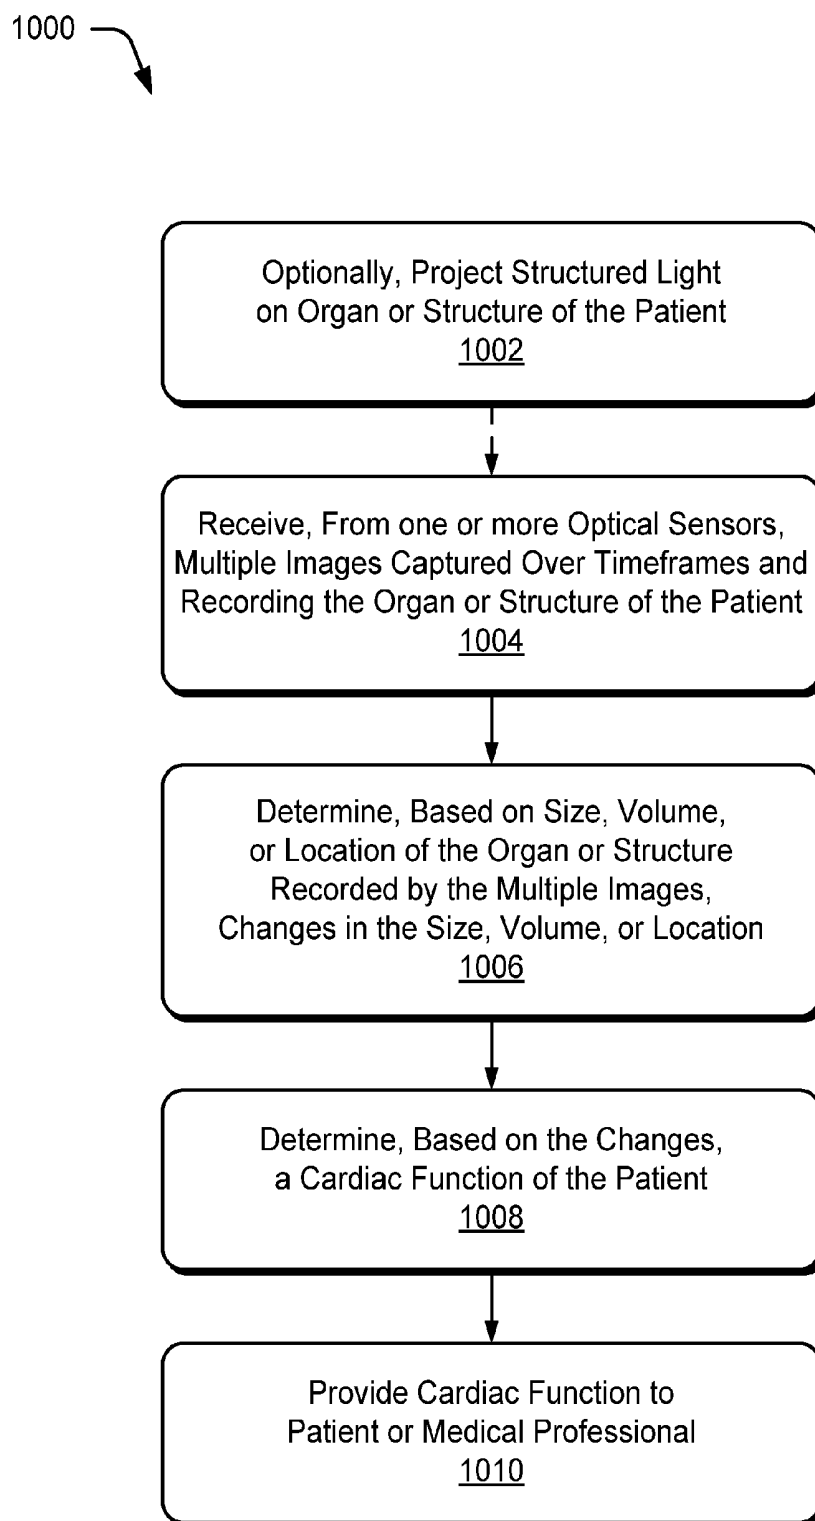 1000
Optionally, Project Structured Light
on Organ or Structure of the Patient
1002
Receive, From one or more Optical Sensors,
Multiple Images Captured Over Timeframes and
Recording the Organ or Structure of the Patient
1004
Determine, Based on Size, Volume,
or Location of the Organ or Structure
Recorded by the Multiple Images,
Changes in the Size, Volume, or Location
1006
Determine, Based on the Changes,
a Cardiac Function of the Patient
1008
Provide Cardiac Function to
Patient or Medical Professional
1010